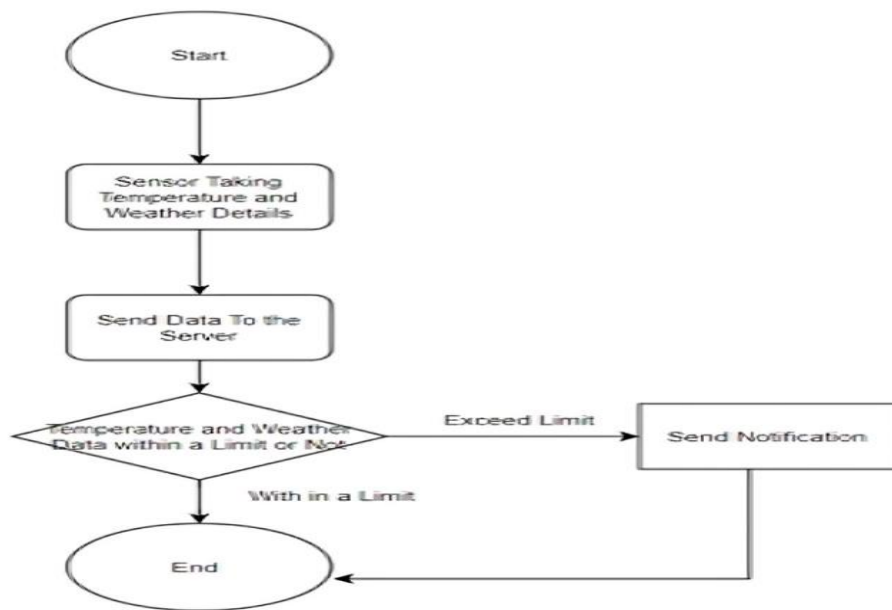 Start
Sensor Taking
Temperature and
Weather Details
Send Data To the
Server
Temperature and Weather
Data within a Limit or Not
Exceed Limit
Send Notification
With in a Limit
End